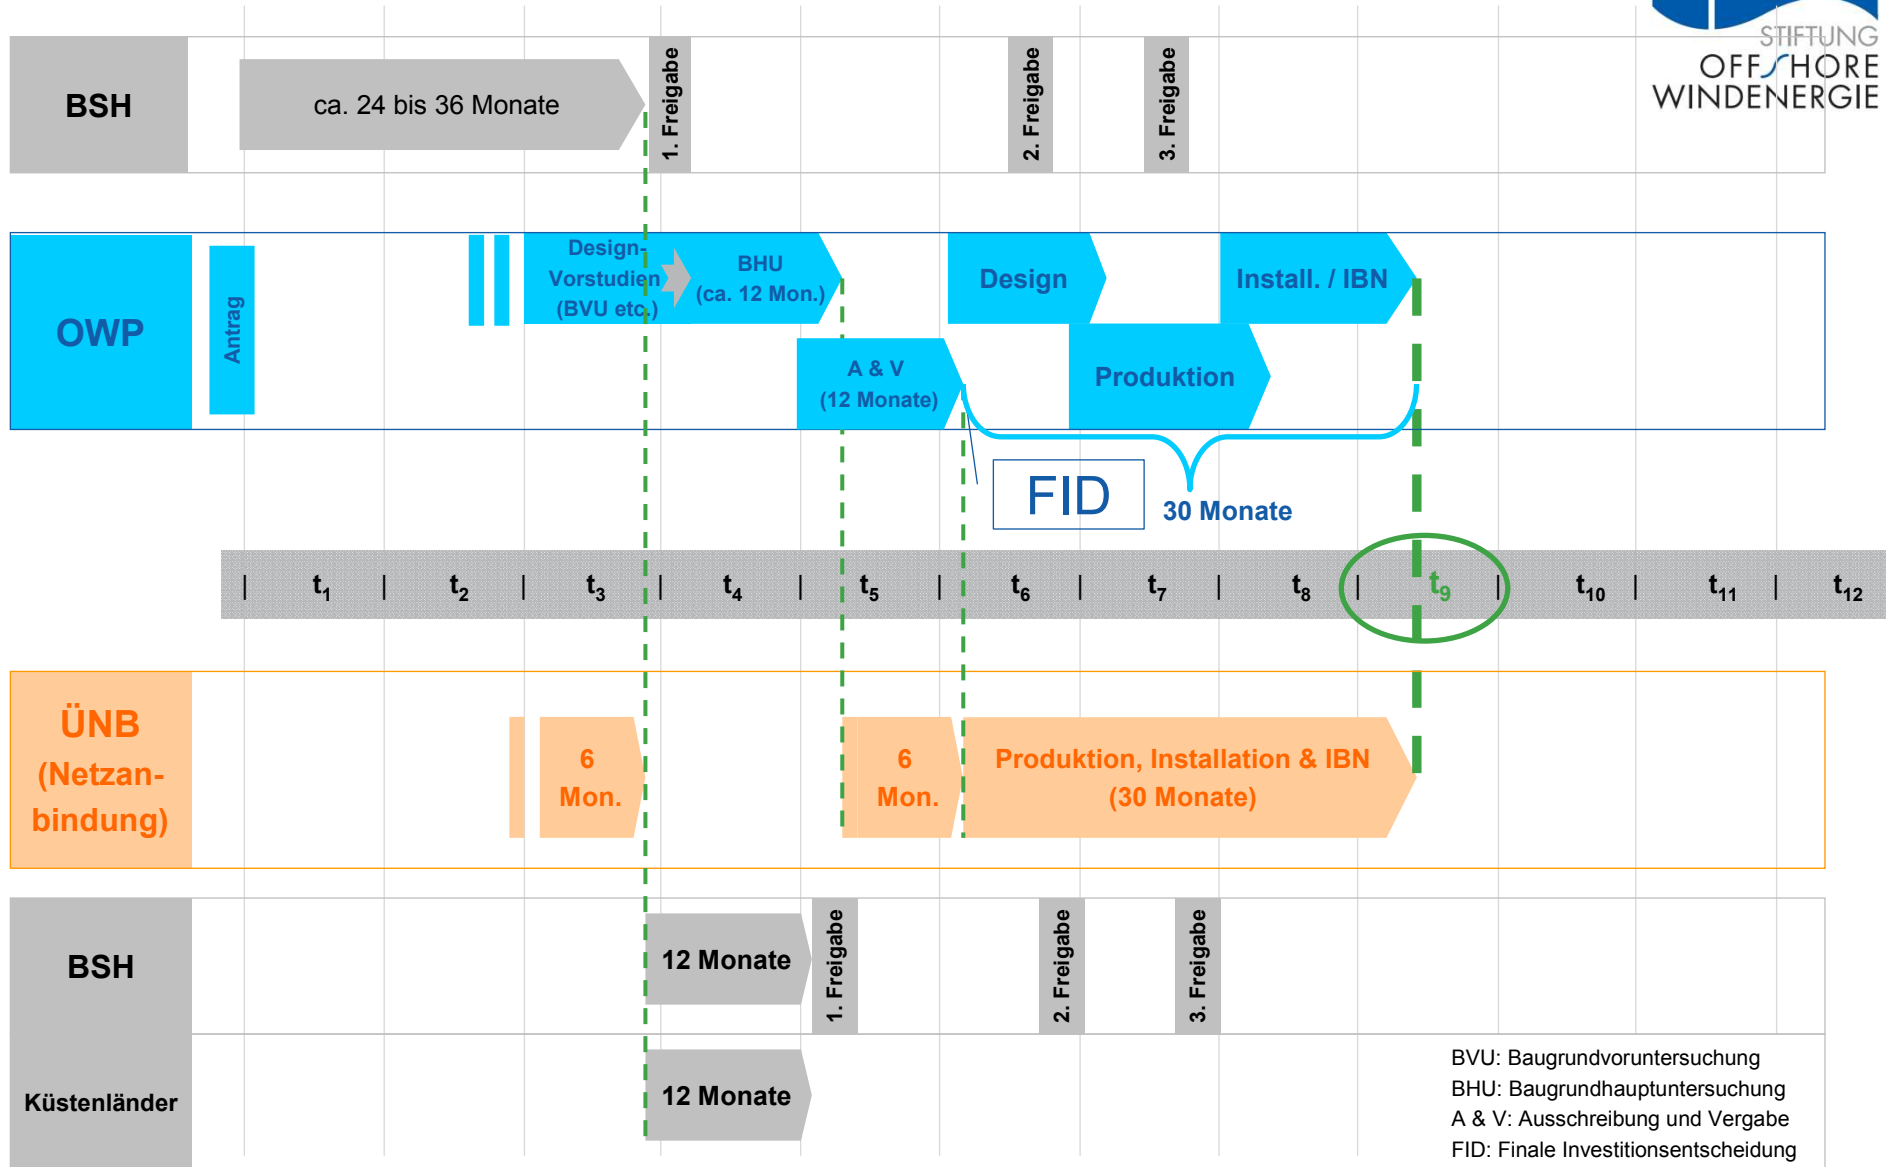 STIFTUNG
OFFSHORE
WINDENERGIE
BSH
ca. 24 bis 36 Monate
1. Freigabe
2. Freigabe
3. Freigabe
OWP
Antrag
Design-
Vorstudien
(BVU etc.)
BHU
(ca. 12 Mon.)
Design
Install. / IBN
A & V
(12 Monate)
Produktion
FID
30 Monate
| t1 | t2 | t3 | t4 | t5 | t6 | t7 | t8 | t9 | t10 | t11 | t12
ÜNB
(Netzan-
bindung)
6
Mon.
6
Mon.
Produktion, Installation & IBN
(30 Monate)
BSH
12 Monate
1. Freigabe
2. Freigabe
3. Freigabe
Küstenländer
12 Monate
BVU: Baugrundvoruntersuchung
BHU: Baugrundhauptuntersuchung
A & V: Ausschreibung und Vergabe
FID: Finale Investitionsentscheidung